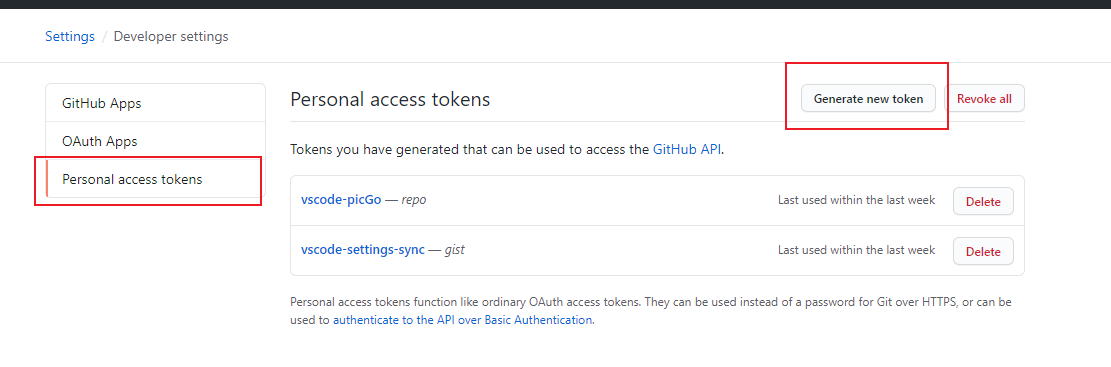 Settings / Developer settings
GitHub Apps
OAuth Apps
Personal access tokens
Personal access tokens
Generate new token
Revoke all
Tokens you have generated that can be used to access the GitHub API.
vscode-picGo — repo
Last used within the last week
Delete
vscode-settings-sync — gist
Last used within the last week
Delete
Personal access tokens function like ordinary OAuth access tokens. They can be used instead of a password for Git over HTTPS, or can be
used to authenticate to the API over Basic Authentication.